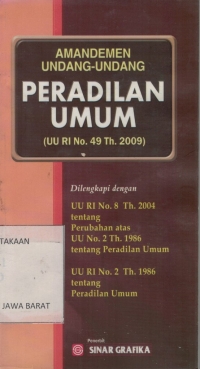 AMANDEMEN
UNDANG-UNDANG
PERADILAN
UMUM
(UU RI No. 49 Th. 2009)
Dilengkapi dengan
UU RI No. 8 Th. 2004
tentang
Perubahan atas
UU No. 2 Th. 1986
tentang Peradilan Umum
UU RI No. 2 Th. 1986
tentang
Peradilan Umum
TAKAAN
JAWA BARAT
Penerbit
SINAR GRAFIKA